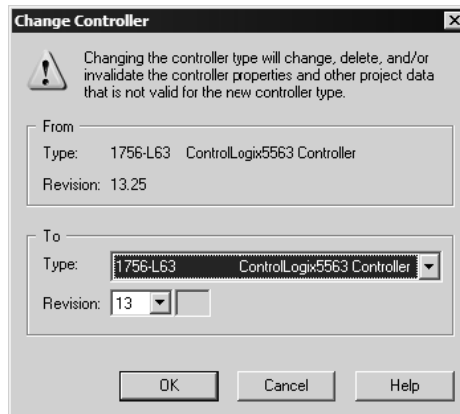 Change Controller
Changing the controller type will change, delete, and/or
invalidate the controller properties and other project data
that is not valid for the new controller type.
From
Type: 1756-L63 ControlLogix5563 Controller
Revision: 13.25
To
Type: 1756-L63 ControlLogix5563 Controller
Revision: 13
OK Cancel Help